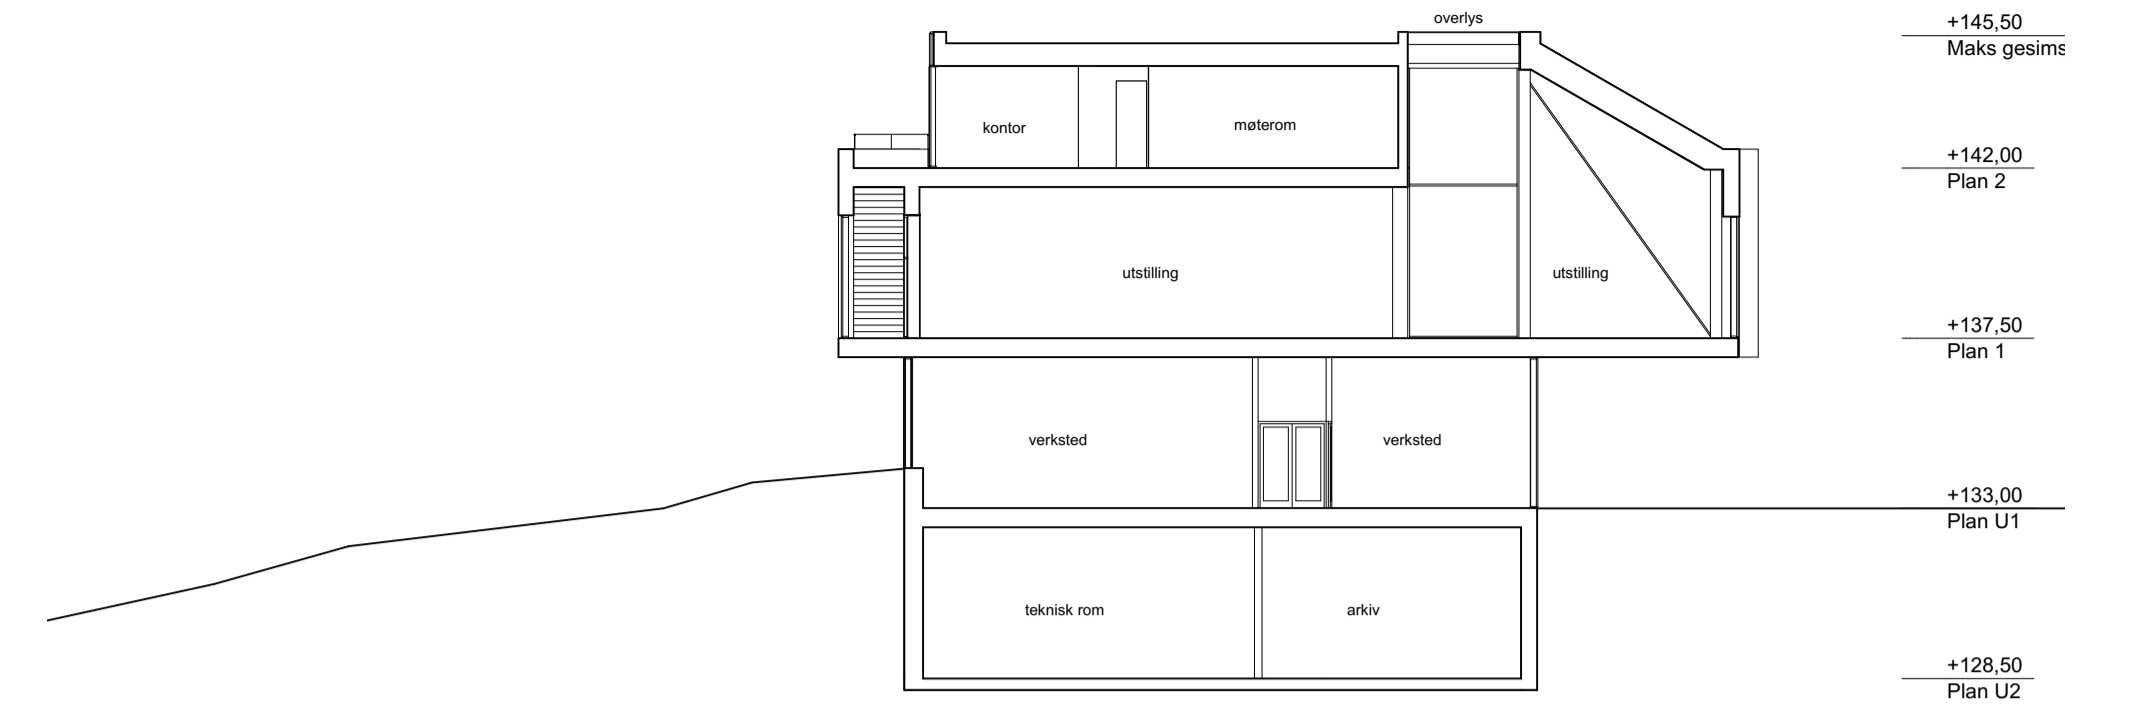 overlys
+145,50
Maks gesims
kontor
møterom
+142,00
Plan 2
utstilling
utstilling
+137,50
Plan 1
verksted
verksted
+133,00
Plan U1
teknisk rom
arkiv
+128,50
Plan U2